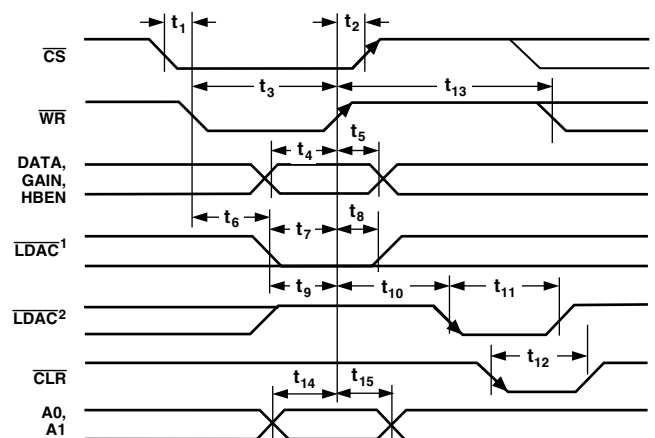 t1 t2
CS
t3 t13
WR
t4 t5
DATA,
GAIN,
HBEN
t6 t7 t8
LDAC1
t9 t10 t11
LDAC2
t12
CLR
t14 t15
A0,
A1